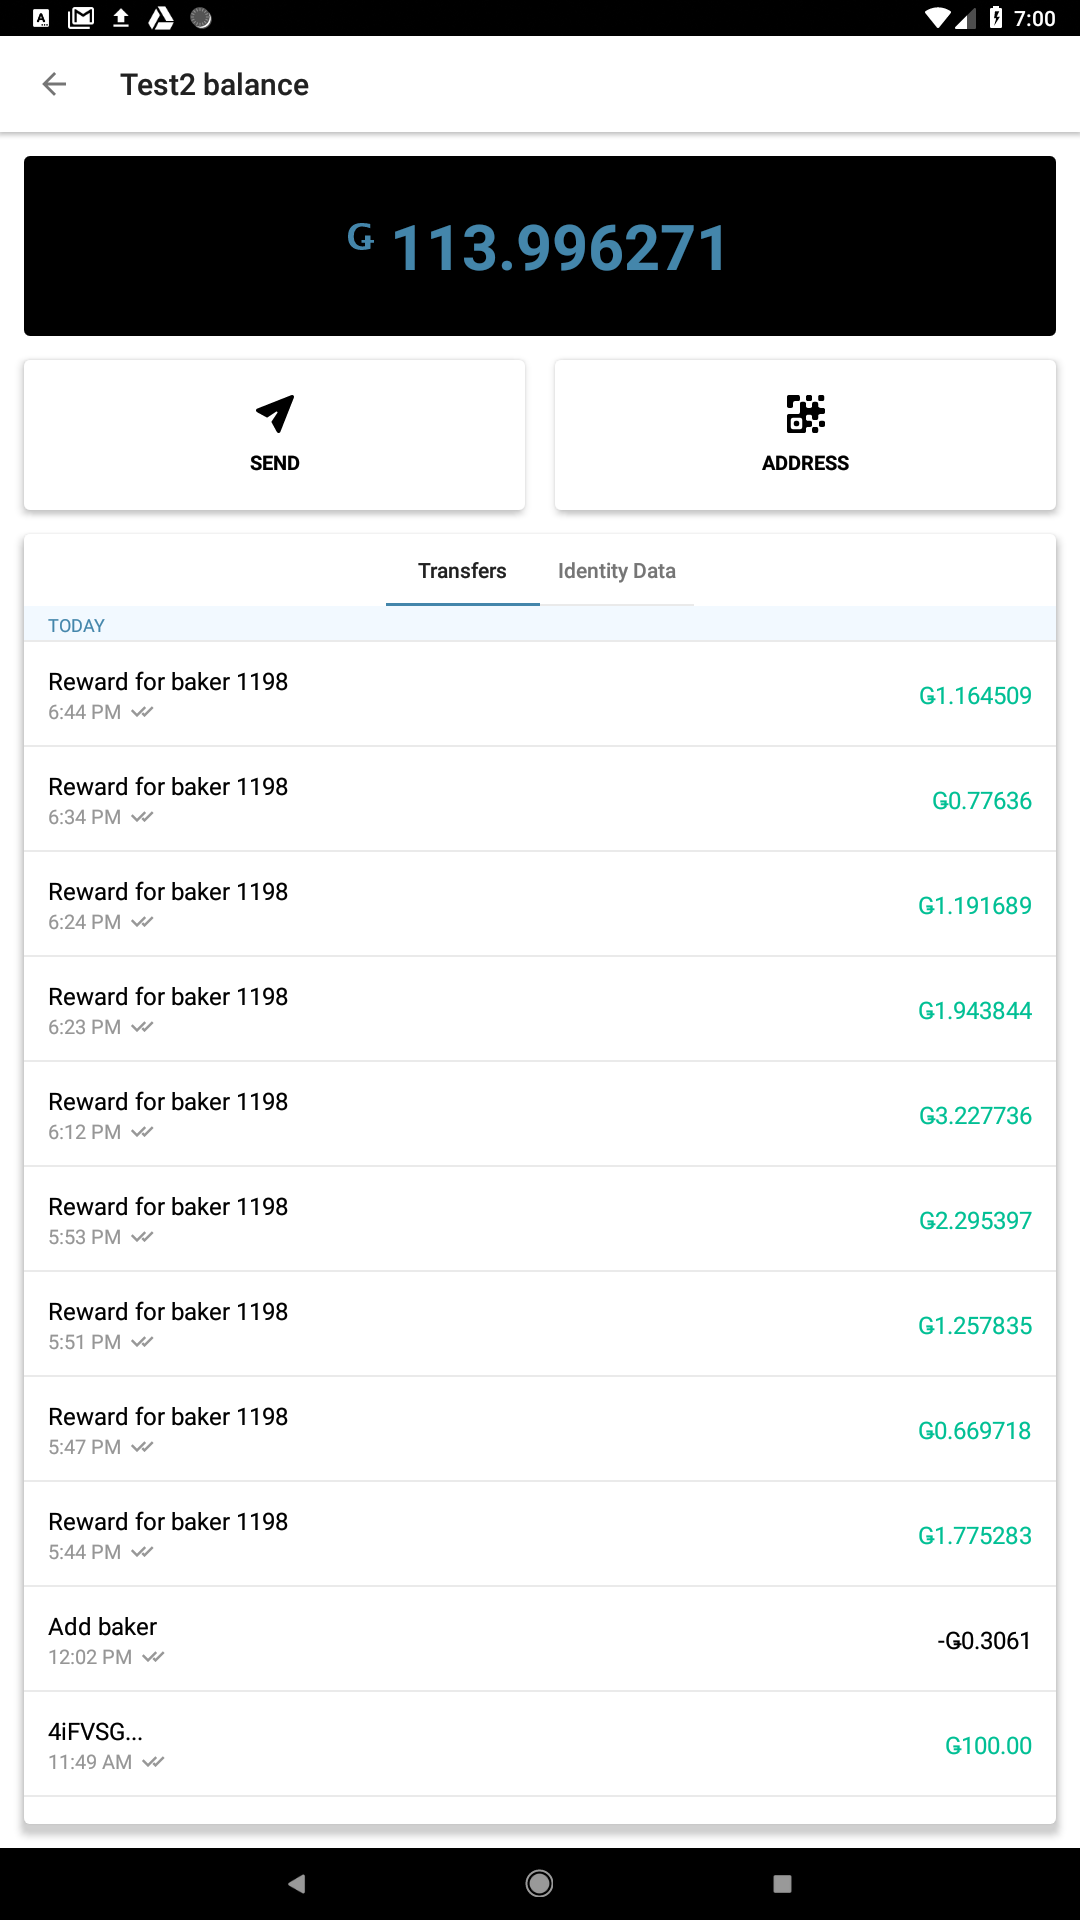 7:00
Test2 balance
Ǥ 113.996271
SEND
ADDRESS
Transfers
Identity Data
TODAY
Reward for baker 1198
6:44 PM
Ǥ1.164509
Reward for baker 1198
6:34 PM
Ǥ0.77636
Reward for baker 1198
6:24 PM
Ǥ1.191689
Reward for baker 1198
6:23 PM
Ǥ1.943844
Reward for baker 1198
6:12 PM
Ǥ3.227736
Reward for baker 1198
5:53 PM
Ǥ2.295397
Reward for baker 1198
5:51 PM
Ǥ1.257835
Reward for baker 1198
5:47 PM
Ǥ0.669718
Reward for baker 1198
5:44 PM
Ǥ1.775283
Add baker
12:02 PM
-Ǥ0.3061
4iFVSG...
11:49 AM
Ǥ100.00